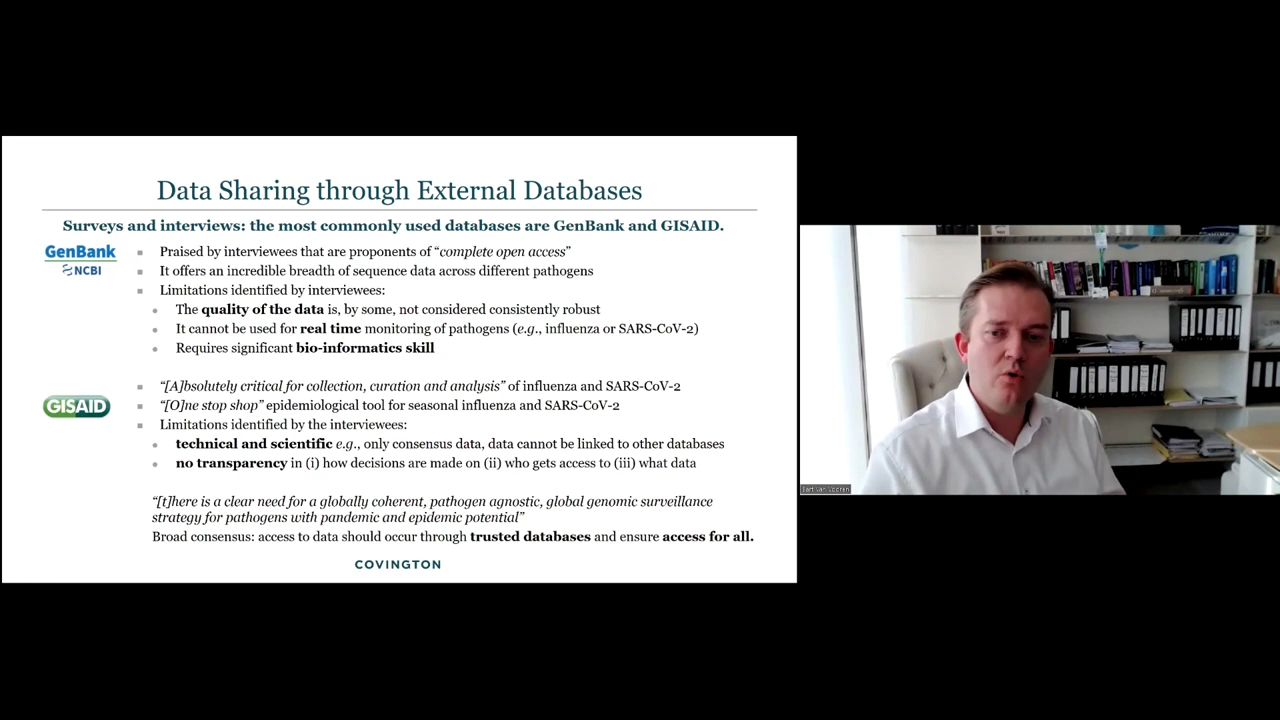 Data Sharing through External Databases
Surveys and interviews: the most commonly used databases are GenBank and GISAID.
GenBank
NCBI
Praised by interviewees that are proponents of “complete open access”
It offers an incredible breadth of sequence data across different pathogens
Limitations identified by interviewees:
The quality of the data is, by some, not considered consistently robust
It cannot be used for real time monitoring of pathogens (e.g., influenza or SARS-CoV-2)
Requires significant bio-informatics skill
GISAID
“[A]bsolutely critical for collection, curation and analysis” of influenza and SARS-CoV-2
“[O]ne stop shop” epidemiological tool for seasonal influenza and SARS-CoV-2
Limitations identified by the interviewees:
technical and scientific e.g., only consensus data, data cannot be linked to other databases
no transparency in (i) how decisions are made on (ii) who gets access to (iii) what data
“[t]here is a clear need for a globally coherent, pathogen agnostic, global genomic surveillance
strategy for pathogens with pandemic and epidemic potential”
Broad consensus: access to data should occur through trusted databases and ensure access for all.
COVINGTON
Bart Van Vooren